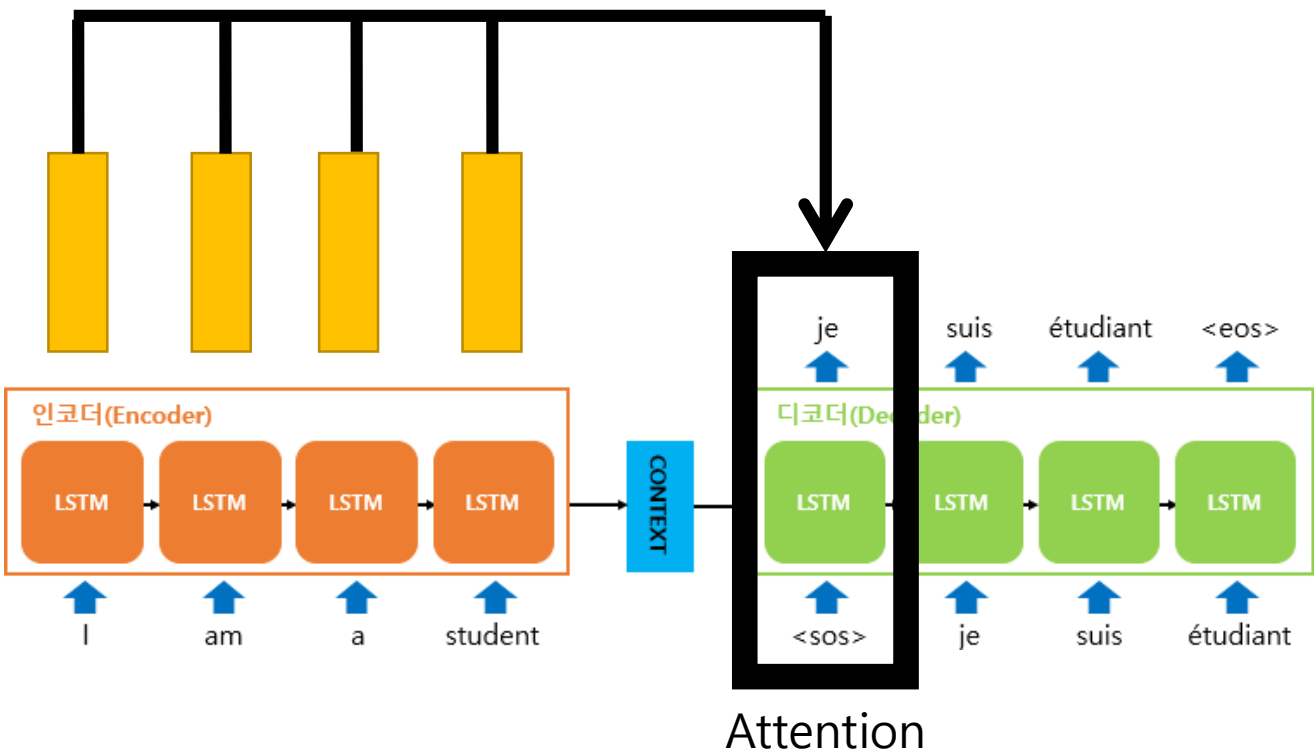 je suis étudiant <eos>
인코더(Encoder)
디코더(De der)
LSTM LSTM LSTM LSTM
CONTEXT
LSTM LSTM LSTM LSTM
I am a student
<sos> je suis étudiant
Attention